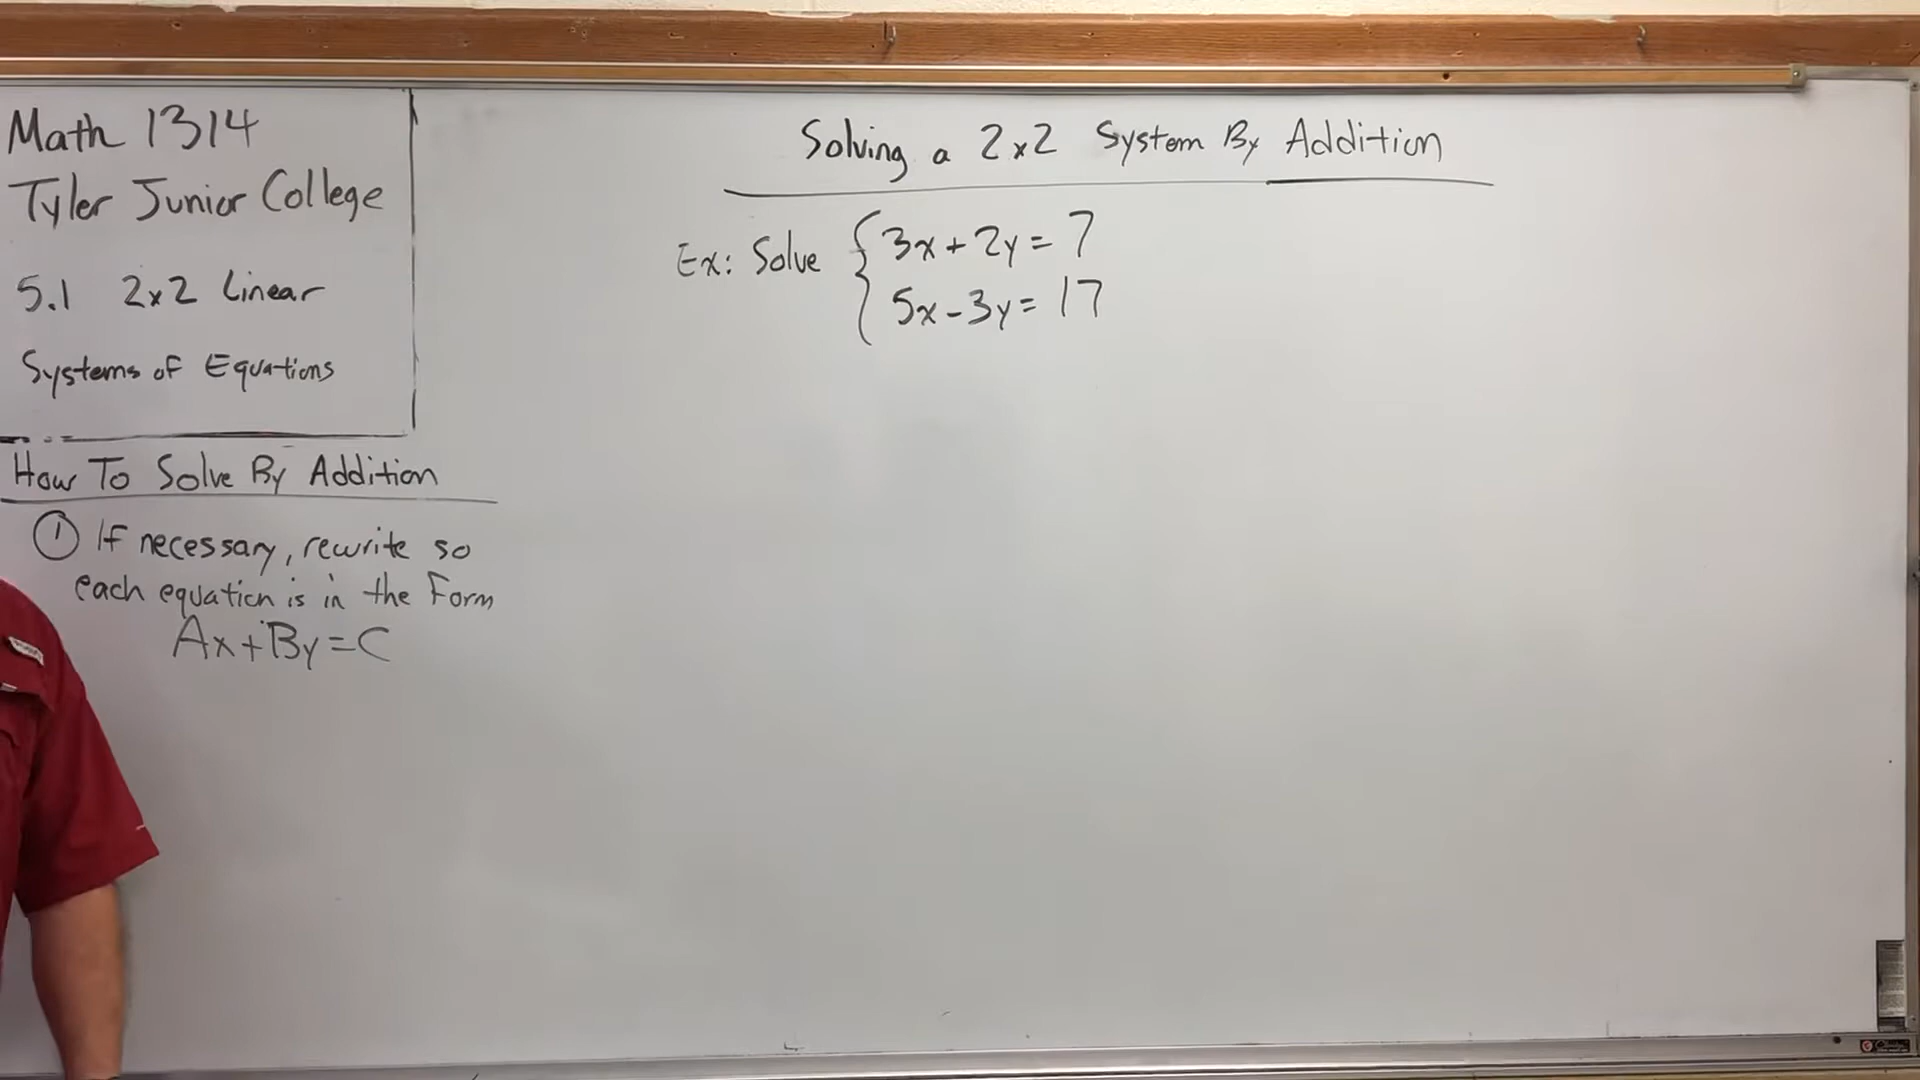 Math 1314
Tyler Junior College
5.1 2x2 Linear
Systems of Equations
How To Solve By Addition
① If necessary, rewrite so
each equation is in the Form
Ax+By=C
Solving a 2x2 System By Addition
Ex: Solve { 3x+2y=7
5x-3y=17